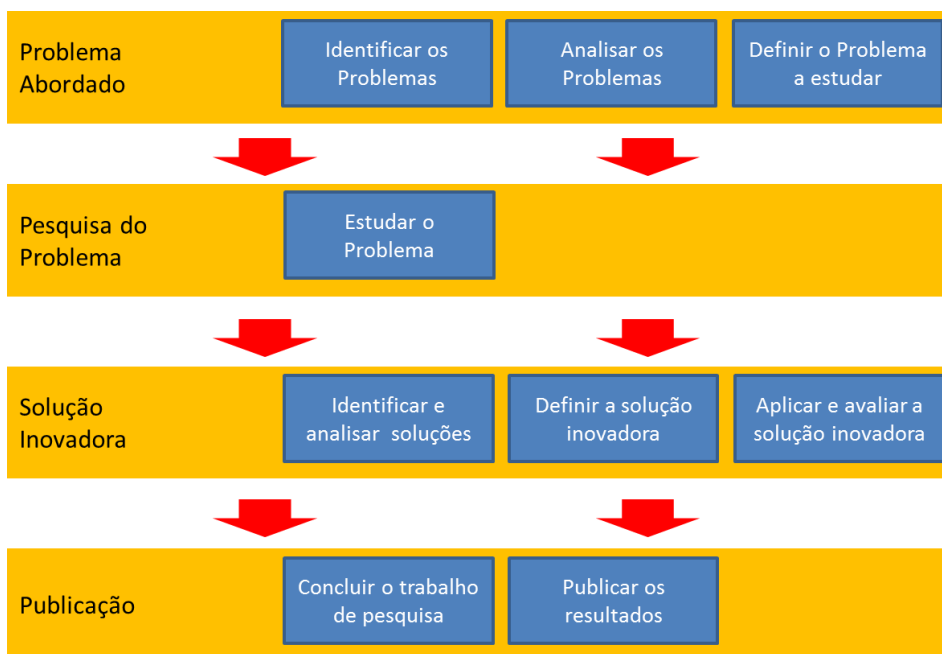 Problema
Abordado
Identificar os
Problemas
Analisar os
Problemas
Definir o Problema
a estudar
Pesquisa do
Problema
Estudar o
Problema
Solução
Inovadora
Identificar e
analisar soluções
Definir a solução
inovadora
Aplicar e avaliar a
solução inovadora
Publicação
Concluir o trabalho
de pesquisa
Publicar os
resultados